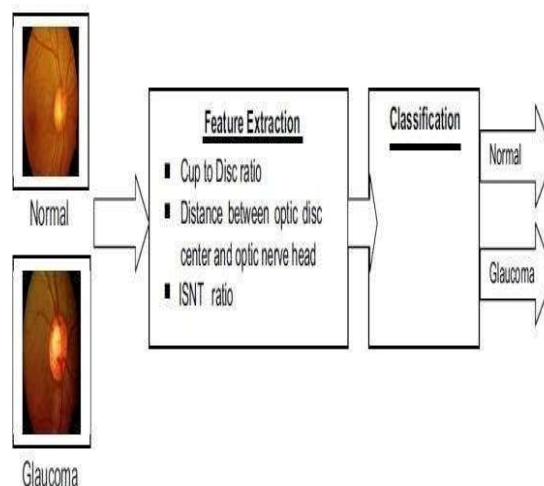 Normal
Glaucoma
Feature Extraction
Cup to Disc ratio
Distance between optic disc
center and optic nerve head
ISNT ratio
Classification
Normal
Glaucoma